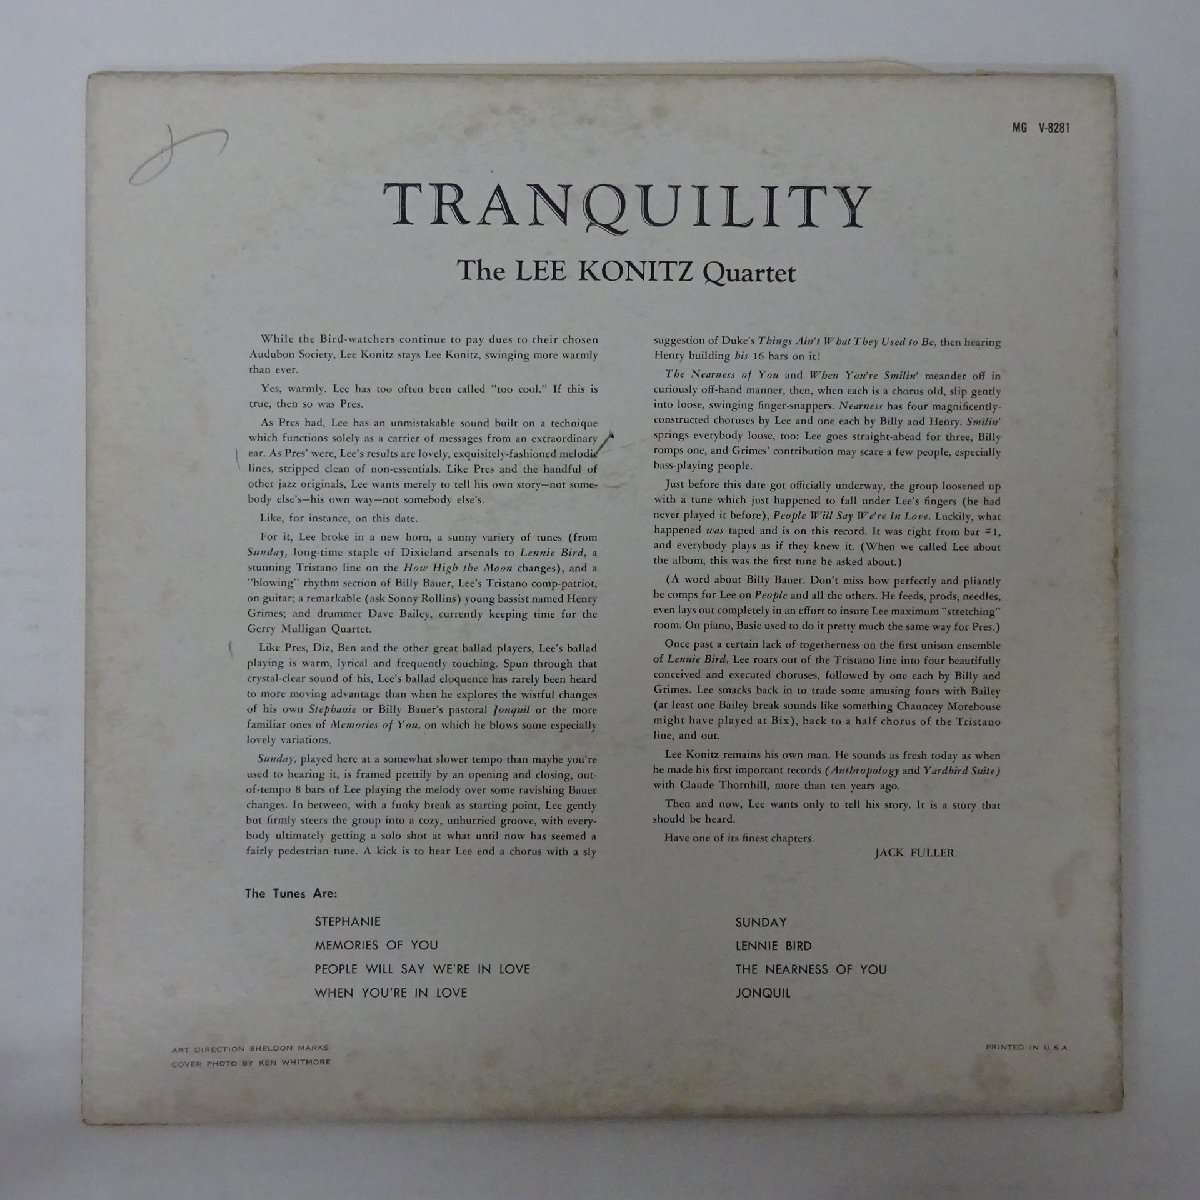 MG V-8281
TRANQUILITY
The LEE KONITZ Quartet
While the Bird-watchers continue to pay dues to their chosen
Audubon Society, Lee Konitz stays Lee Konitz, swinging more warmly
than ever.
Yes, warmly. Lee has too often been called "too cool." If this is
true, then so was Pres.
As Pres had, Lee has an unmistakable sound built on a technique
which functions solely as a carrier of messages from an extraordinary
ear. As Pres' were, Lee's results are lovely, exquisitely-fashioned melodic
lines, stripped clean of non-essentials. Like Pres and the handful of
other jazz originals, Lee wants merely to tell his own story—not some-
body else's—his own way—not somebody else's.
Like, for instance, on this date.
For it, Lee broke in a new horn, a sunny variety of tunes (from
Sunday, long-time staple of Dixieland arsenals to Lennie Bird, a
stunning Tristano line on the How High the Moon changes), and a
"blowing" rhythm section of Billy Bauer, Lee's Tristano comp-patriot,
on guitar; a remarkable (ask Sonny Rollins) young bassist named Henry
Grimes; and drummer Dave Bailey, currently keeping time for the
Gerry Mulligan Quartet.
Like Pres, Diz, Ben and the other great ballad players, Lee's ballad
playing is warm, lyrical and frequently touching. Spun through that
crystal-clear sound of his, Lee's ballad eloquence has rarely been heard
to more moving advantage than when he explores the wistful changes
of his own Stephanie or Billy Bauer's pastoral Jonquil or the more
familiar ones of Memories of You, on which he blows some especially
lovely variations.
Sunday, played here at a somewhat slower tempo than maybe you're
used to hearing it, is framed prettily by an opening and closing, out-
of-tempo 8 bars of Lee playing the melody over some ravishing Bauer
changes. In between, with a funky break as starting point, Lee gently
but firmly steers the group into a cozy, unhurried groove, with every-
body ultimately getting a solo shot at what until now has seemed a
fairly pedestrian tune. A kick is to hear Lee end a chorus with a sly
suggestion of Duke's Things Ain't What They Used to Be, then hearing
Henry building his 16 bars on it!
The Nearness of You and When You're Smilin' meander off in
curiously off-hand manner, then, when each is a chorus old, slip gently
into loose, swinging finger-snappers. Nearness has four magnificently-
constructed choruses by Lee and one each by Billy and Henry. Smilin'
springs everybody loose, too: Lee goes straight-ahead for three, Billy
romps one, and Grimes' contribution may scare a few people, especially
bass-playing people.
Just before this date got officially underway, the group loosened up
with a tune which just happened to fall under Lee's fingers (he had
never played it before), People Will Say We're In Love. Luckily, what
happened was taped and is on this record. It was right from bar #1,
and everybody plays as if they knew it. (When we called Lee about
the album, this was the first tune he asked about.)
(A word about Billy Bauer. Don't miss how perfectly and pliantly
he comps for Lee on People and all the others. He feeds, prods, needles,
even lays out completely in an effort to insure Lee maximum "stretching"
room. On piano, Basie used to do it pretty much the same way for Pres.)
Once past a certain lack of togetherness on the first unison ensemble
of Lennie Bird, Lee roars out of the Tristano line into four beautifully
conceived and executed choruses, followed by one each by Billy and
Grimes. Lee smacks back in to trade some amusing fours with Bailey
(at least one Bailey break sounds like something Chauncey Morehouse
might have played at Bix), back to a half chorus of the Tristano
line, and out.
Lee Konitz remains his own man. He sounds as fresh today as when
he made his first important records (Anthropology and Yardbird Suite)
with Claude Thornhill, more than ten years ago.
Then and now, Lee wants only to tell his story. It is a story that
should be heard.
Have one of its finest chapters.
JACK FULLER
The Tunes Are:
STEPHANIE
MEMORIES OF YOU
PEOPLE WILL SAY WE'RE IN LOVE
WHEN YOU'RE IN LOVE
SUNDAY
LENNIE BIRD
THE NEARNESS OF YOU
JONQUIL
ART DIRECTION SHELDON MARKS
COVER PHOTO BY KEN WHITMORE
PRINTED IN U.S.A.